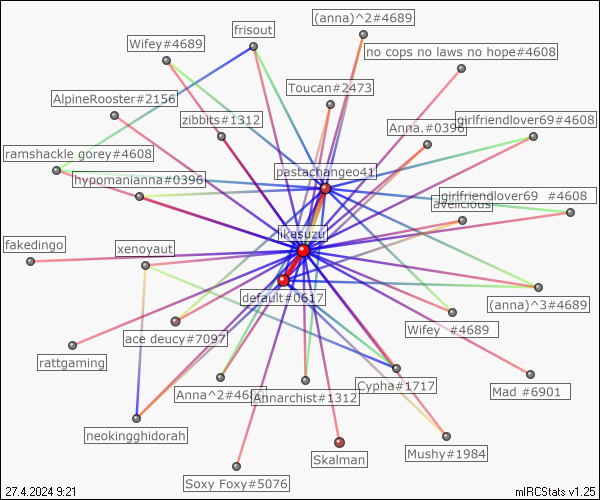 (anna)^2#4689
frisout
Wifey#4689
no cops no laws no hope#4608
Toucan#2473
AlpineRooster#2156
zibbits#1312
girlfriendlover69#4608
Anna.#0396
ramshackle gorey#4608
pastachangeo41
hypomanianna#0396
girlfriendlover69 #4608
avelicious
ikasuzu
fakedingo
xenoyaut
default#0617
(anna)^3#4689
Wifey #4689
ace deucy#7097
rattgaming
Cypha#1717
Mad #6901
Anna^2#4689
Annarchist#1312
neokingghidorah
Mushy#1984
Skalman
Soxy Foxy#5076
27.4.2024 9:21
mIRCStats v1.25